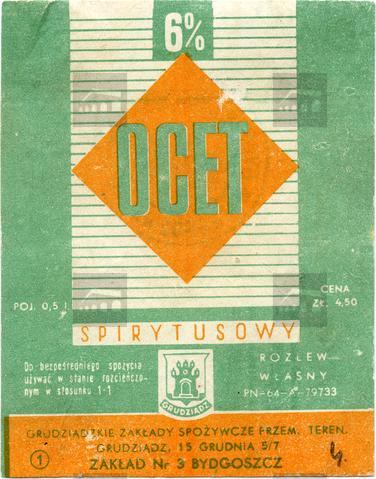 6%
OCET
POJ. 0,5 l
CENA
ZŁ. 4,50
SPIRYTUSOWY
Do bezpośredniego spożycia
używać w stanie rozcieńczo-
nym w stosunku 1-1
GRUDZIĄDZ
ROZLEW
WŁASNY
PN-64-A-79733
GRUDZIĄDZKIE ZAKŁADY SPOŻYWCZE PRZEM. TEREN.
GRUDZIĄDZ, 15 GRUDNIA 5/7
1
ZAKŁAD Nr 3 BYDGOSZCZ